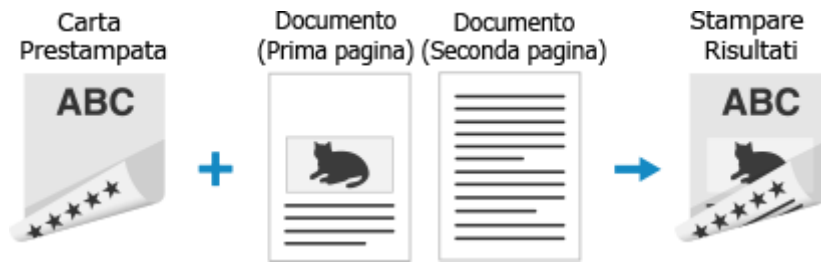 Carta
Prestampata
Documento
(Prima pagina)
Documento
(Seconda pagina)
Stampare
Risultati
ABC
ABC